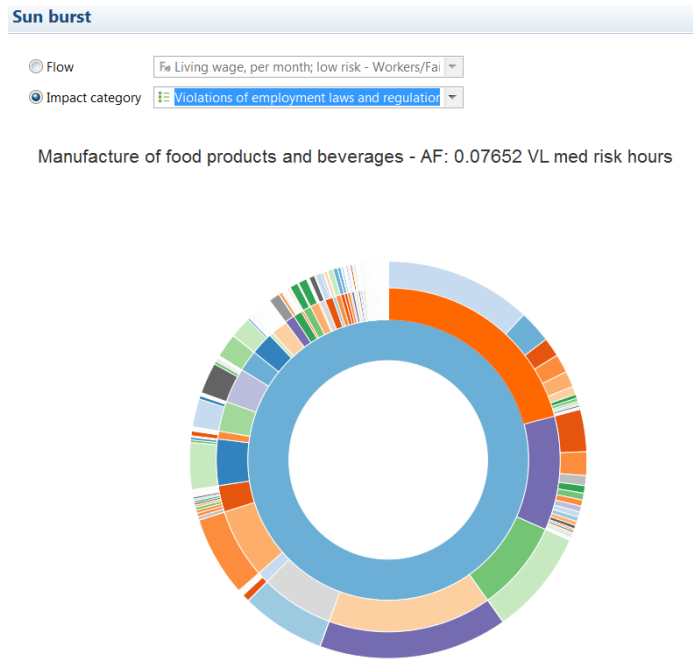 Sun burst
Flow
Living wage, per month; low risk - Workers/Fai
Impact category
Violations of employment laws and regulation
Manufacture of food products and beverages - AF: 0.07652 VL med risk hours